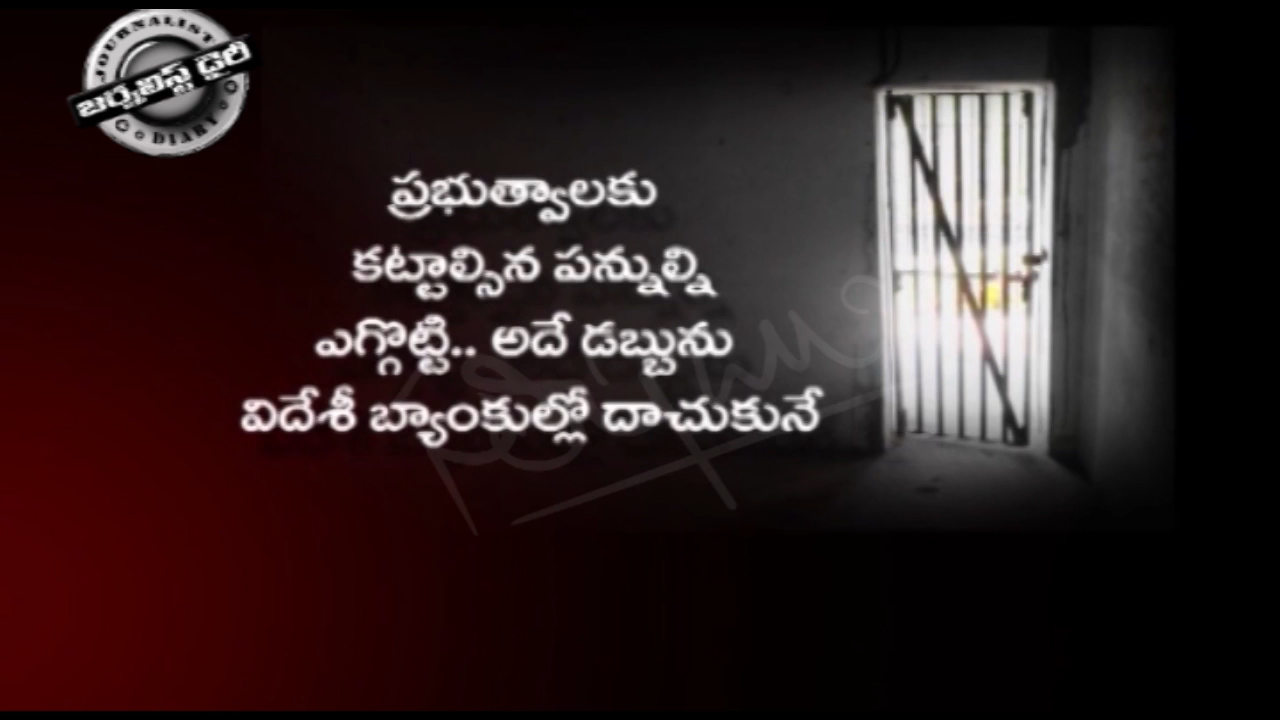 JOURNALIST
జర్నలిస్ట్ డైరీ
DIARY
ప్రభుత్వాలకు
కట్టాల్సిన పన్నుల్ని
ఎగ్గొట్టి.. అదే డబ్బును
విదేశీ బ్యాంకుల్లో దాచుకునే